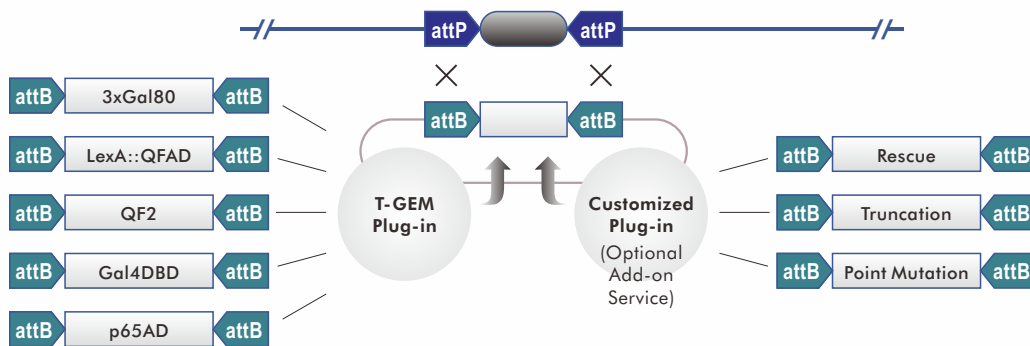 attP attP
attB attB
attB 3xGal80 attB
attB LexA::QFAD attB
attB QF2 attB
attB Gal4DBD attB
attB p65AD attB
T-GEM
Plug-in
Customized
Plug-in
(Optional
Add-on
Service)
attB Rescue attB
attB Truncation attB
attB Point Mutation attB